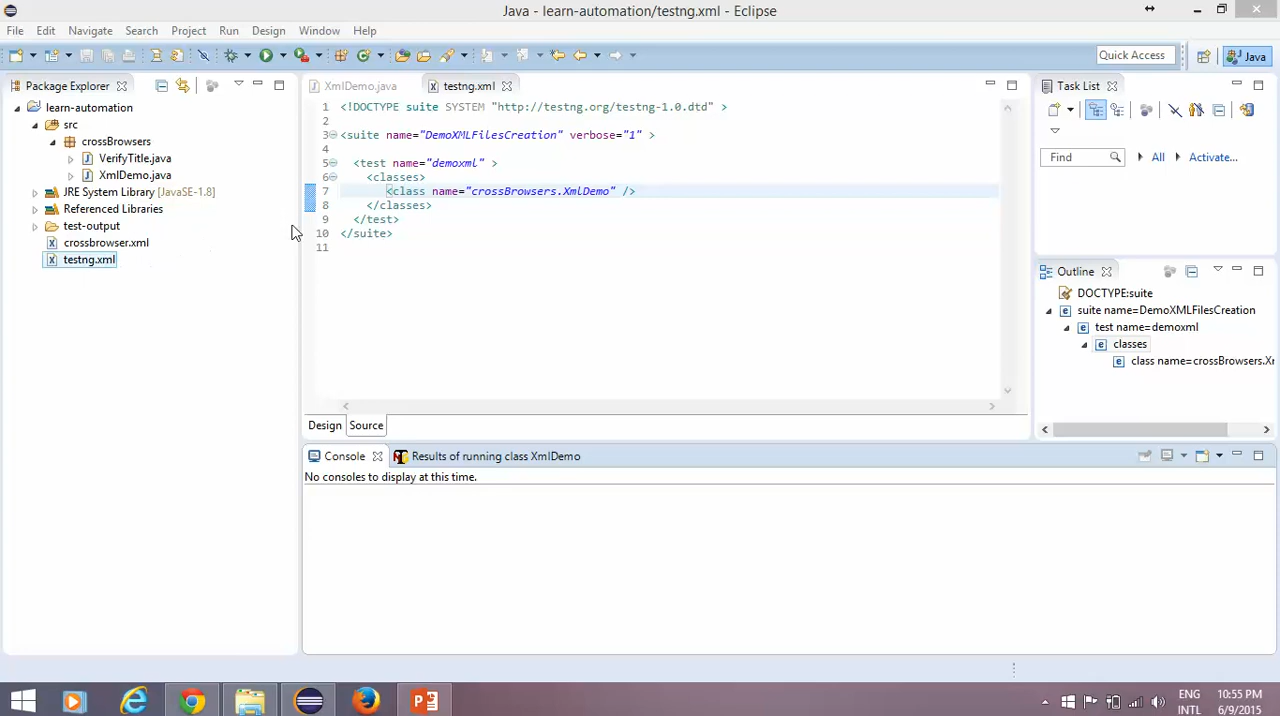 Java - learn-automation/testng.xml - Eclipse
File Edit Navigate Search Project Run Design Window Help
Quick Access
Java
Package Explorer
learn-automation
src
crossBrowsers
VerifyTitle.java
XmlDemo.java
JRE System Library [JavaSE-1.8]
Referenced Libraries
test-output
crossbrowser.xml
testng.xml
XmlDemo.java testng.xml
1 <!DOCTYPE suite SYSTEM "http://testng.org/testng-1.0.dtd" >
2
3 <suite name="DemoXMLFilesCreation" verbose="1" >
4
5 <test name="demoxml" >
6 <classes>
7 <class name="crossBrowsers.XmlDemo" />
8 </classes>
9 </test>
10 </suite>
11
Design Source
Task List
Find All Activate...
Outline
DOCTYPE:suite
suite name=DemoXMLFilesCreation
test name=demoxml
classes
class name=crossBrowsers.Xr
Console Results of running class XmlDemo
No consoles to display at this time.
ENG
INTL
10:55 PM
6/9/2015